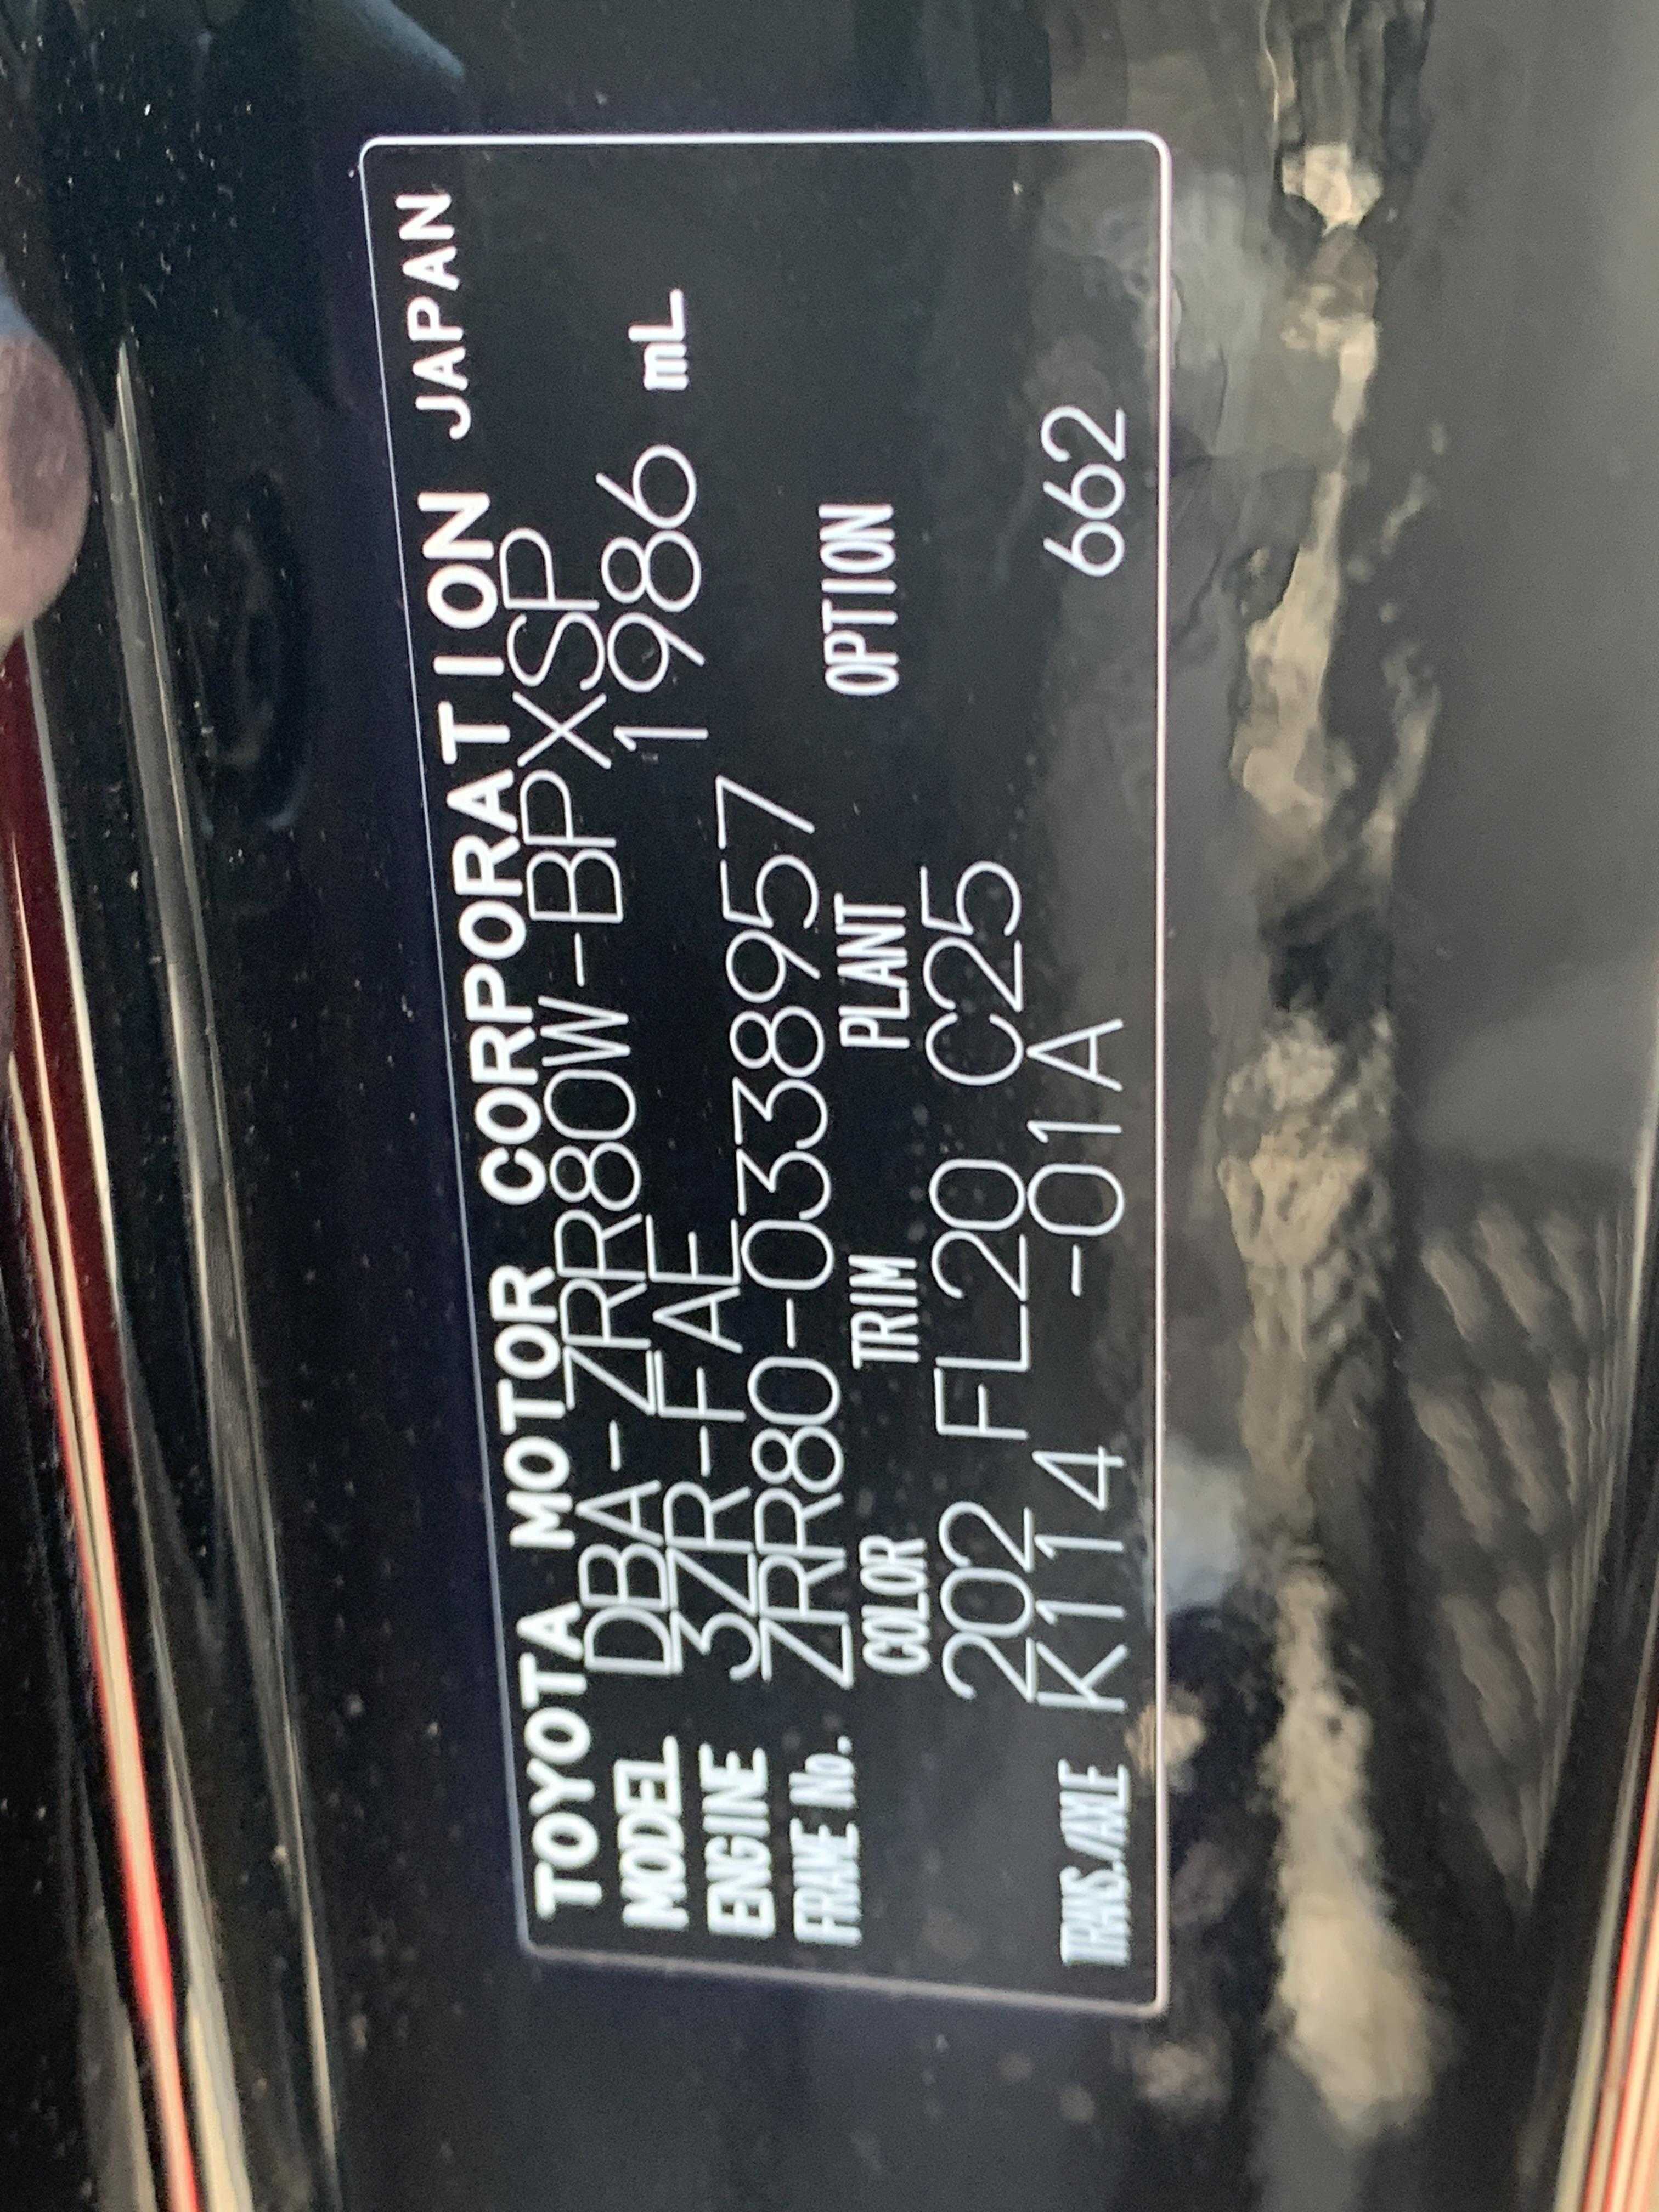 TOYOTA MOTOR CORPORATION JAPAN
MODEL DBA-ZRR80W-BPXSP
ENGINE 3ZR-FAE 1986 mL
FRAME No. ZRR80-0338957
COLOR TRIM PLANT OPTION
202 FL20 C25
TRANS./AXLE K114 -01A 662